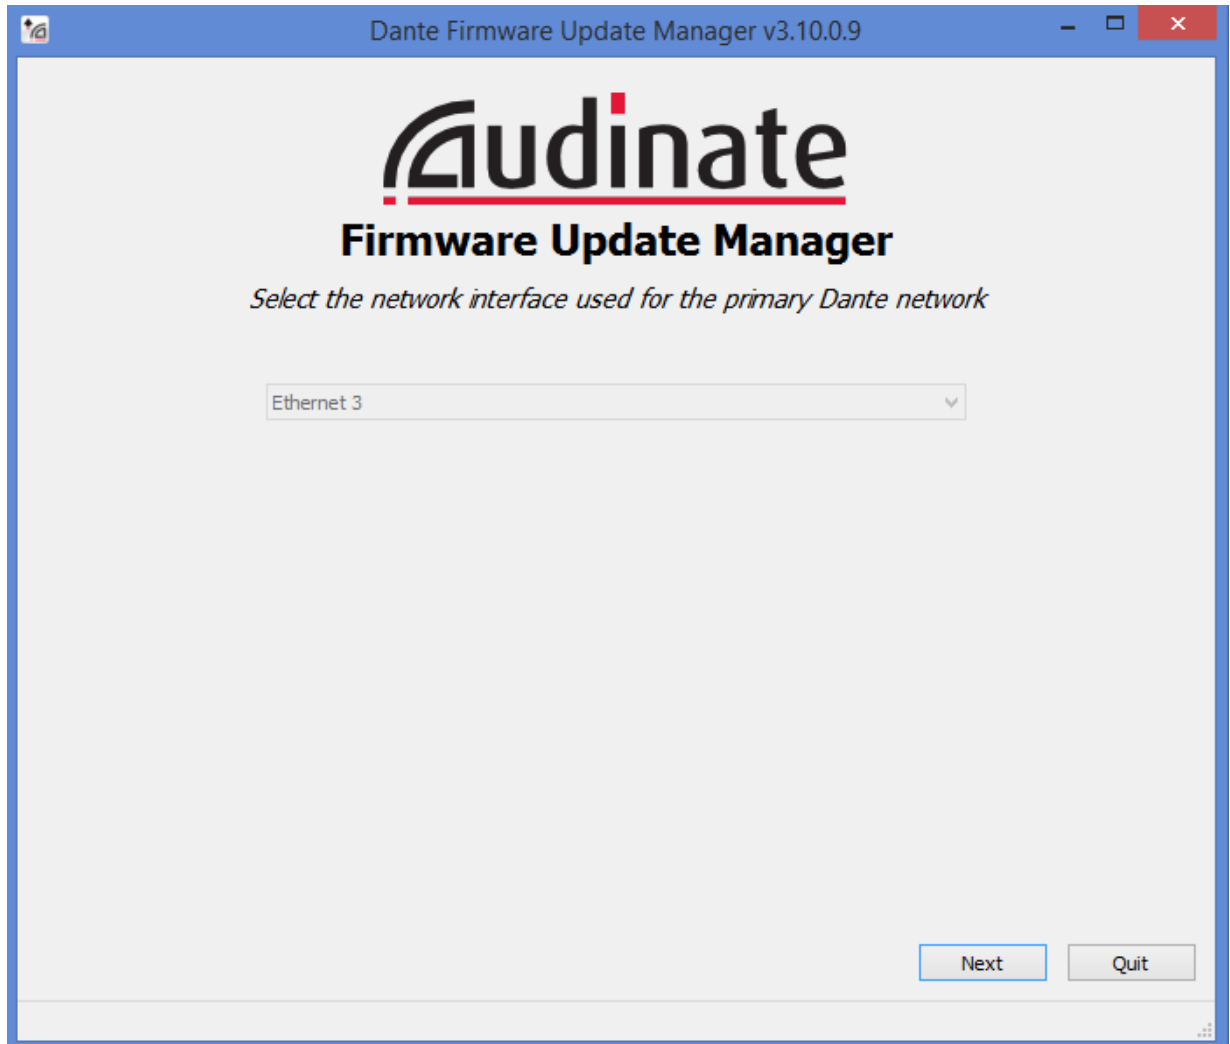 Dante Firmware Update Manager v3.10.0.9
Audinate
Firmware Update Manager
Select the network interface used for the primary Dante network
Ethernet 3
Next
Quit